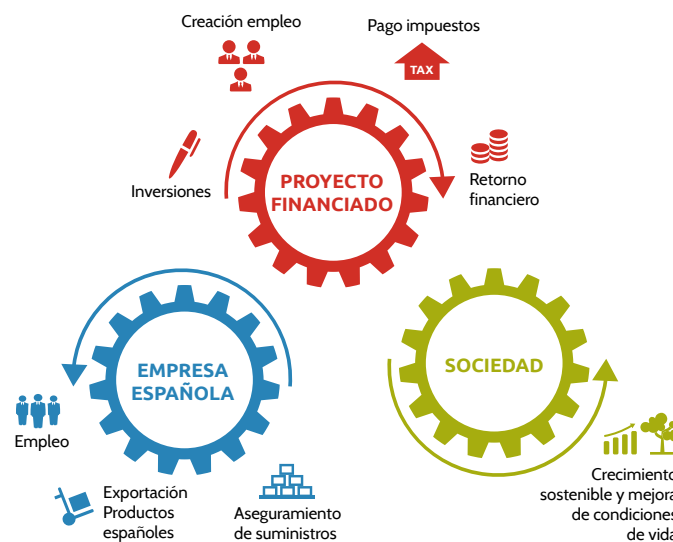 Creación empleo
Pago impuestos
TAX
Inversiones
PROYECTO
FINANCIADO
Retorno
financiero
EMPRESA
ESPAÑOLA
SOCIEDAD
Empleo
Exportación
Productos
españoles
Aseguramiento
de suministros
Crecimiento
sostenible y mejora
de condiciones
de vida